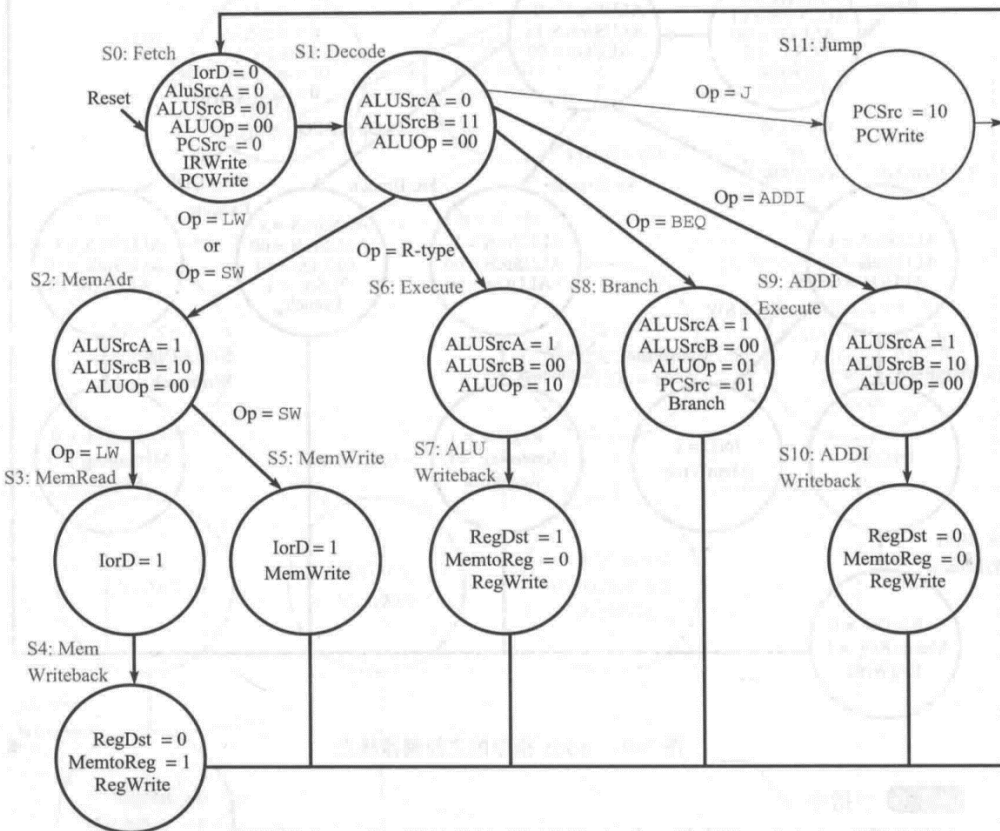 S0: Fetch
IorD = 0
AluSrcA = 0
ALUSrcB = 01
ALUOp = 00
PCSrc = 0
IRWrite
PCWrite
Reset
S1: Decode
ALUSrcA = 0
ALUSrcB = 11
ALUOp = 00
S11: Jump
Op = J
PCSrc = 10
PCWrite
Op = LW
or
Op = SW
Op = R-type
Op = BEQ
Op = ADDI
S2: MemAdr
ALUSrcA = 1
ALUSrcB = 10
ALUOp = 00
S6: Execute
ALUSrcA = 1
ALUSrcB = 00
ALUOp = 10
S8: Branch
ALUSrcA = 1
ALUSrcB = 00
ALUOp = 01
PCSrc = 01
Branch
S9: ADDI
Execute
ALUSrcA = 1
ALUSrcB = 10
ALUOp = 00
Op = LW
Op = SW
S3: MemRead
IorD = 1
S5: MemWrite
IorD = 1
MemWrite
S7: ALU
Writeback
RegDst = 1
MemtoReg = 0
RegWrite
S10: ADDI
Writeback
RegDst = 0
MemtoReg = 0
RegWrite
S4: Mem
Writeback
RegDst = 0
MemtoReg = 1
RegWrite